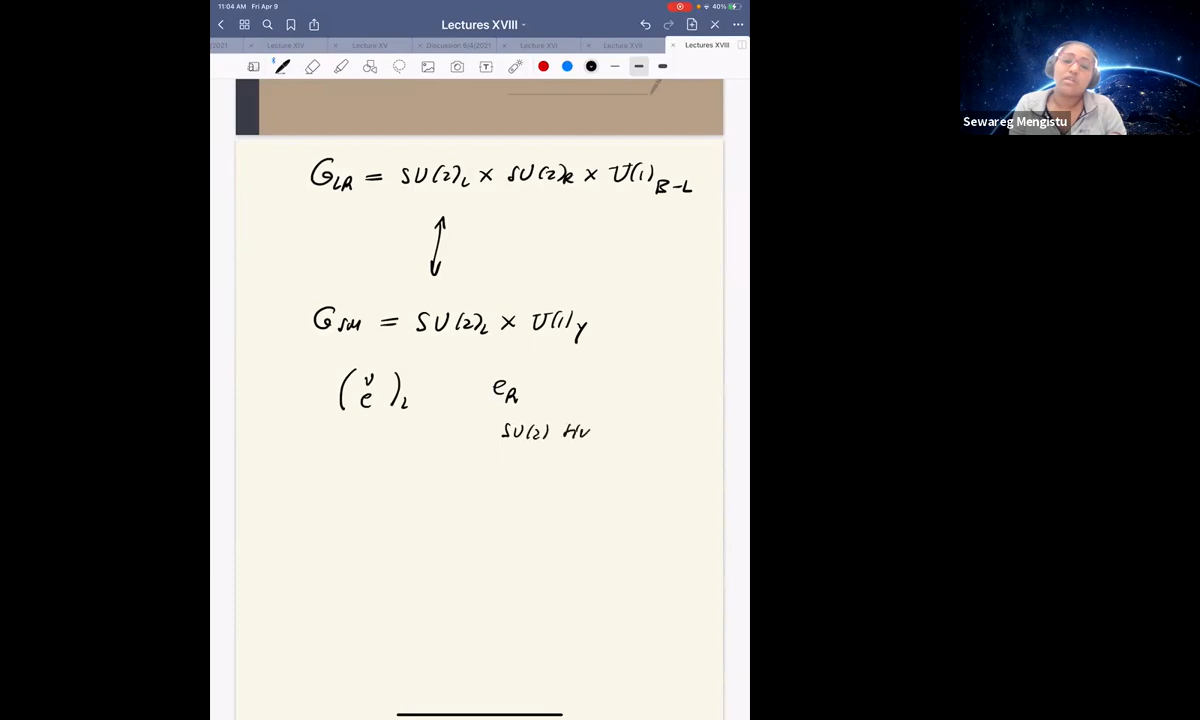 11:04 AM Fri Apr 9
40%
Lectures XVIII
/2021
Lecture XIV
Lecture XV
Discussion 6/4/2021
Lecture XVI
Lecture XVII
Lectures XVIII
Sewareg Mengistu
G_LR = SU(2)_L × SU(2)_R × U(1)_B-L
G_SM = SU(2)_L × U(1)_Y
(ν e)_L e_R
SU(2)